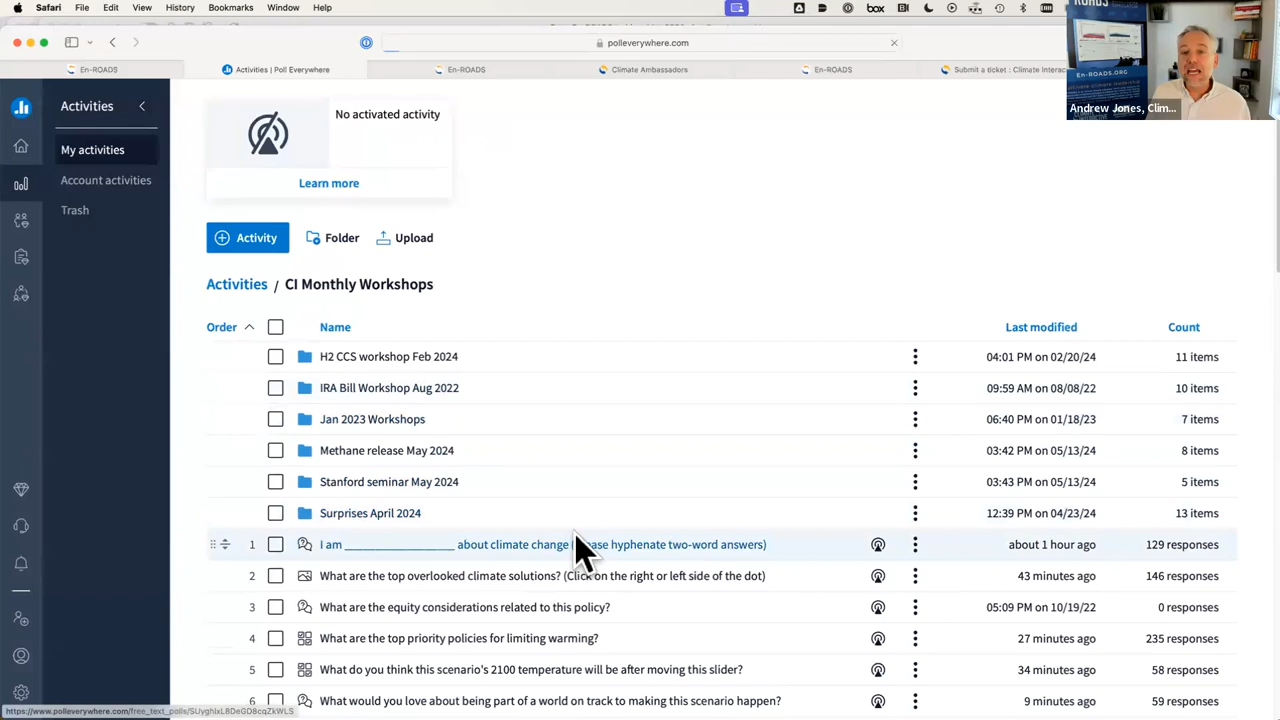 Safari File Edit View History Bookmarks Window Help
box
polleverywhere.com
En-ROADS
Activities | Poll Everywhere
En-ROADS
Climate Ambassadors
En-ROADS
Submit a ticket : Climate Interac
En-ROADS.ORG
Andrew Jones, Clim...
Activities
My activities
Account activities
Trash
No activated activity
Learn more
Activity
Folder
Upload
Activities / CI Monthly Workshops
Order Name Last modified Count
H2 CCS workshop Feb 2024 04:01 PM on 02/20/24 11 items
IRA Bill Workshop Aug 2022 09:59 AM on 08/08/22 10 items
Jan 2023 Workshops 06:40 PM on 01/18/23 7 items
Methane release May 2024 03:42 PM on 05/13/24 8 items
Stanford seminar May 2024 03:43 PM on 05/13/24 5 items
Surprises April 2024 12:39 PM on 04/23/24 13 items
1 I am __________________ about climate change hyphenate two-word answers) about 1 hour ago 129 responses
2 What are the top overlooked climate solutions? (Click on the right or left side of the dot) 43 minutes ago 146 responses
3 What are the equity considerations related to this policy? 05:09 PM on 10/19/22 0 responses
4 What are the top priority policies for limiting warming? 27 minutes ago 235 responses
5 What do you think this scenario's 2100 temperature will be after moving this slider? 34 minutes ago 58 responses
6 What would you love about being part of a world on track to making this scenario happen? 9 minutes ago 59 responses